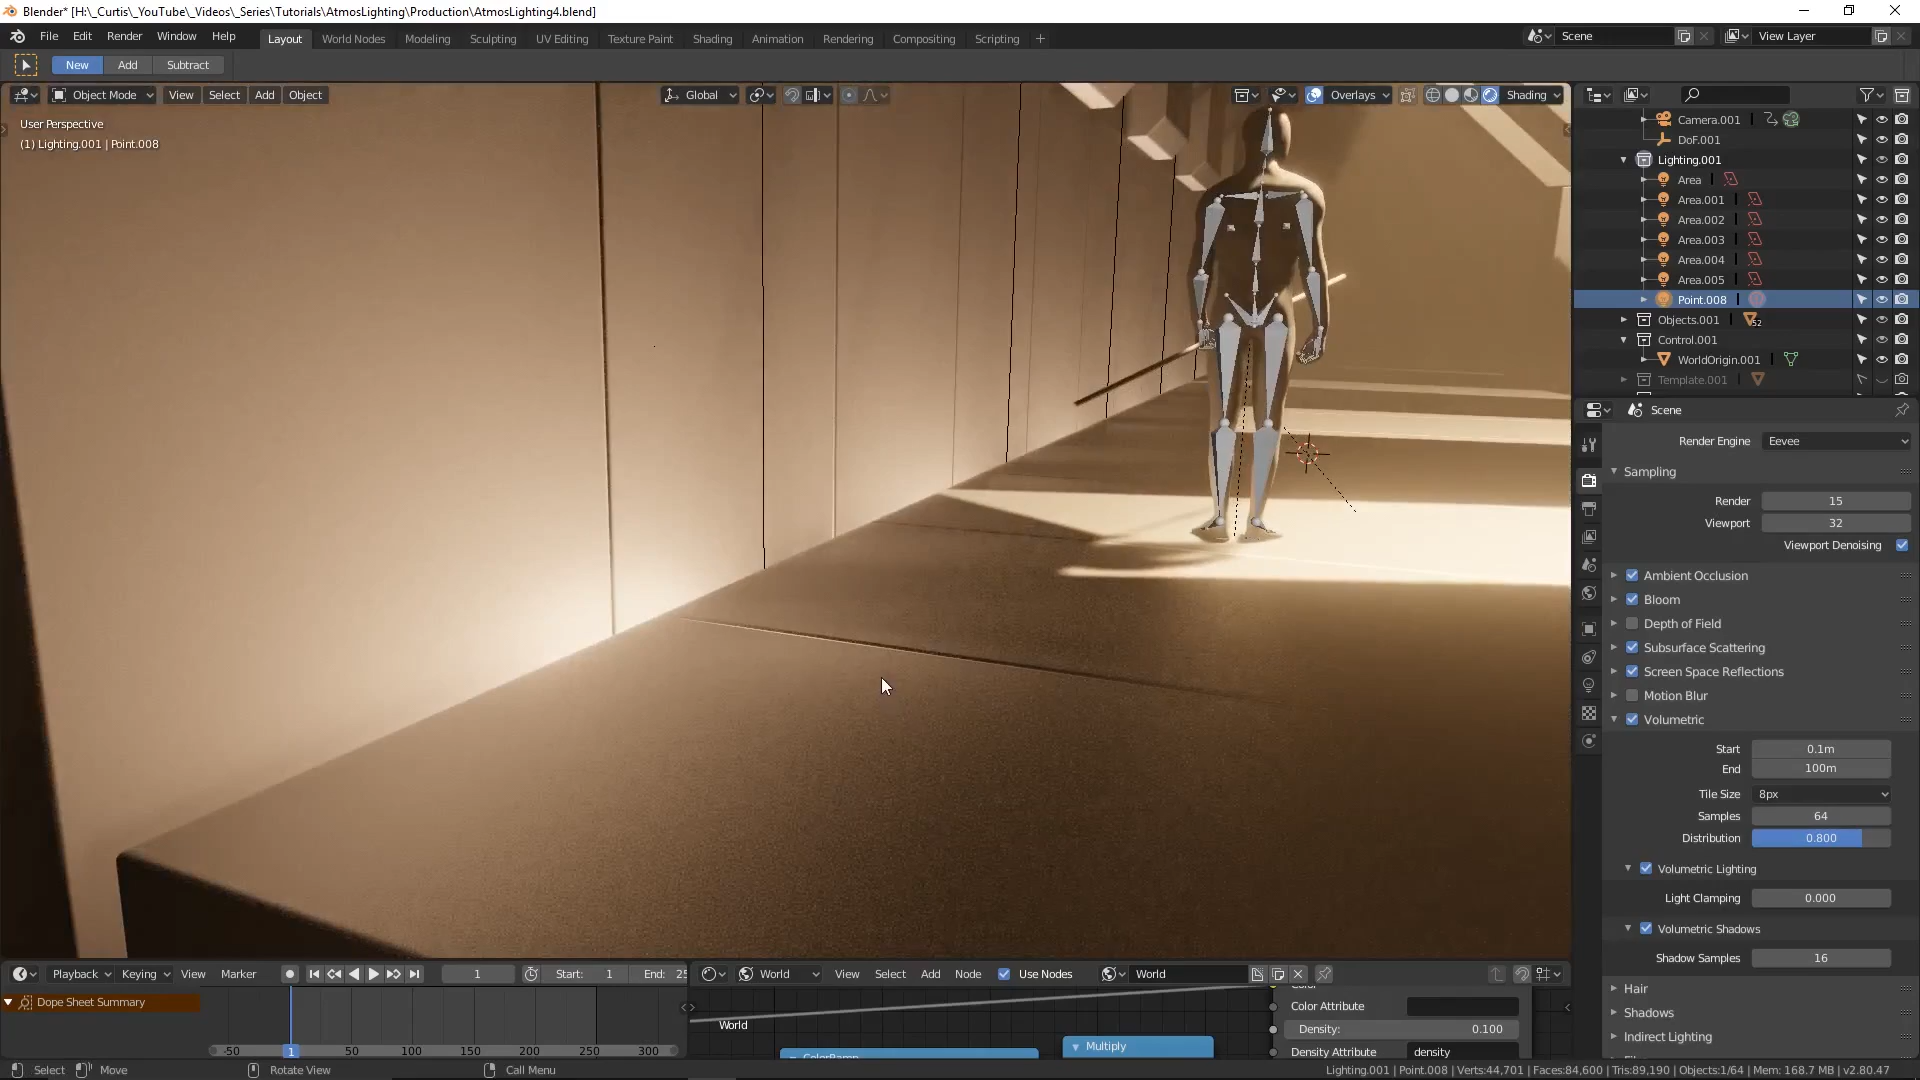 Blender* [H:\_Curtis\_YouTube\_Videos\_Series\Tutorials\AtmosLighting\Production\AtmosLighting4.blend]
File Edit Render Window Help Layout World Nodes Modeling Sculpting UV Editing Texture Paint Shading Animation Rendering Compositing Scripting + Scene View Layer
New Add Subtract
Object Mode View Select Add Object Global Overlays Shading
User Perspective
(1) Lighting.001 | Point.008
Camera.001
DoF.001
Lighting.001
Area
Area.001
Area.002
Area.003
Area.004
Area.005
Point.008
Objects.001 52
Control.001
WorldOrigin.001
Template.001
Scene
Render Engine Eevee
Sampling
Render 15
Viewport 32
Viewport Denoising
Ambient Occlusion
Bloom
Depth of Field
Subsurface Scattering
Screen Space Reflections
Motion Blur
Volumetric
Start 0.1m
End 100m
Tile Size 8px
Samples 64
Distribution 0.800
Volumetric Lighting
Light Clamping 0.000
Volumetric Shadows
Shadow Samples 16
Hair
Shadows
Indirect Lighting
Playback Keying View Marker 1 Start: 1 End: 25
Dope Sheet Summary
-50 1 50 100 150 200 250 300
World View Select Add Node Use Nodes World
World
Color
Color Attribute
Density: 0.100
Density Attribute density
ColorRamp
Multiply
Select Move Rotate View Call Menu Lighting.001 | Point.008 | Verts:44,701 | Faces:84,600 | Tris:89,190 | Objects:1/64 | Mem: 168.7 MB | v2.80.47